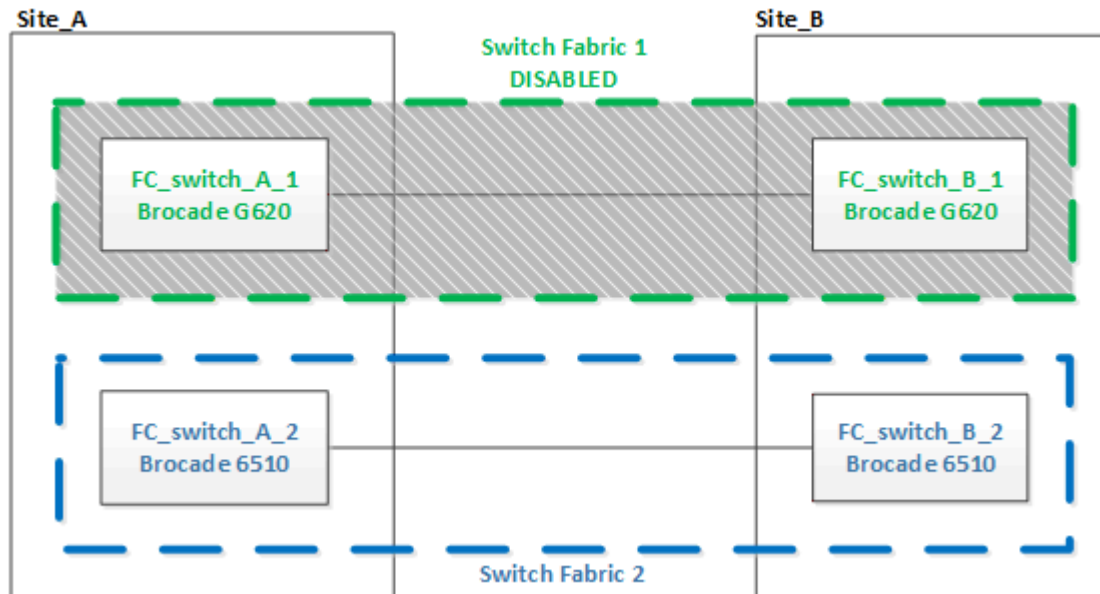 Site_A
Site_B
Switch Fabric 1
DISABLED
FC_switch_A_1
Brocade G620
FC_switch_B_1
Brocade G620
FC_switch_A_2
Brocade 6510
FC_switch_B_2
Brocade 6510
Switch Fabric 2